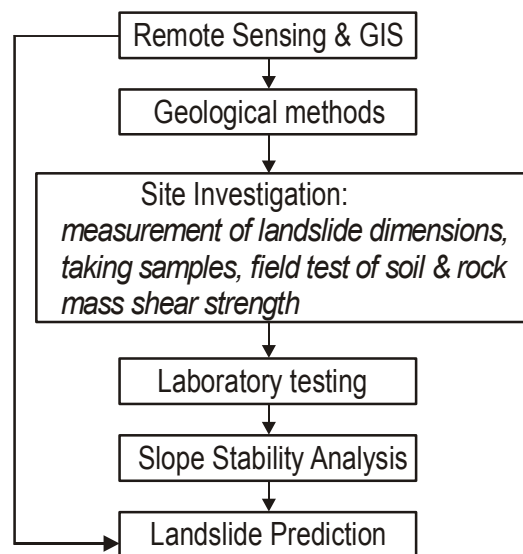 Remote Sensing & GIS
Geological methods
Site Investigation:
measurement of landslide dimensions,
taking samples, field test of soil & rock
mass shear strength
Laboratory testing
Slope Stability Analysis
Landslide Prediction